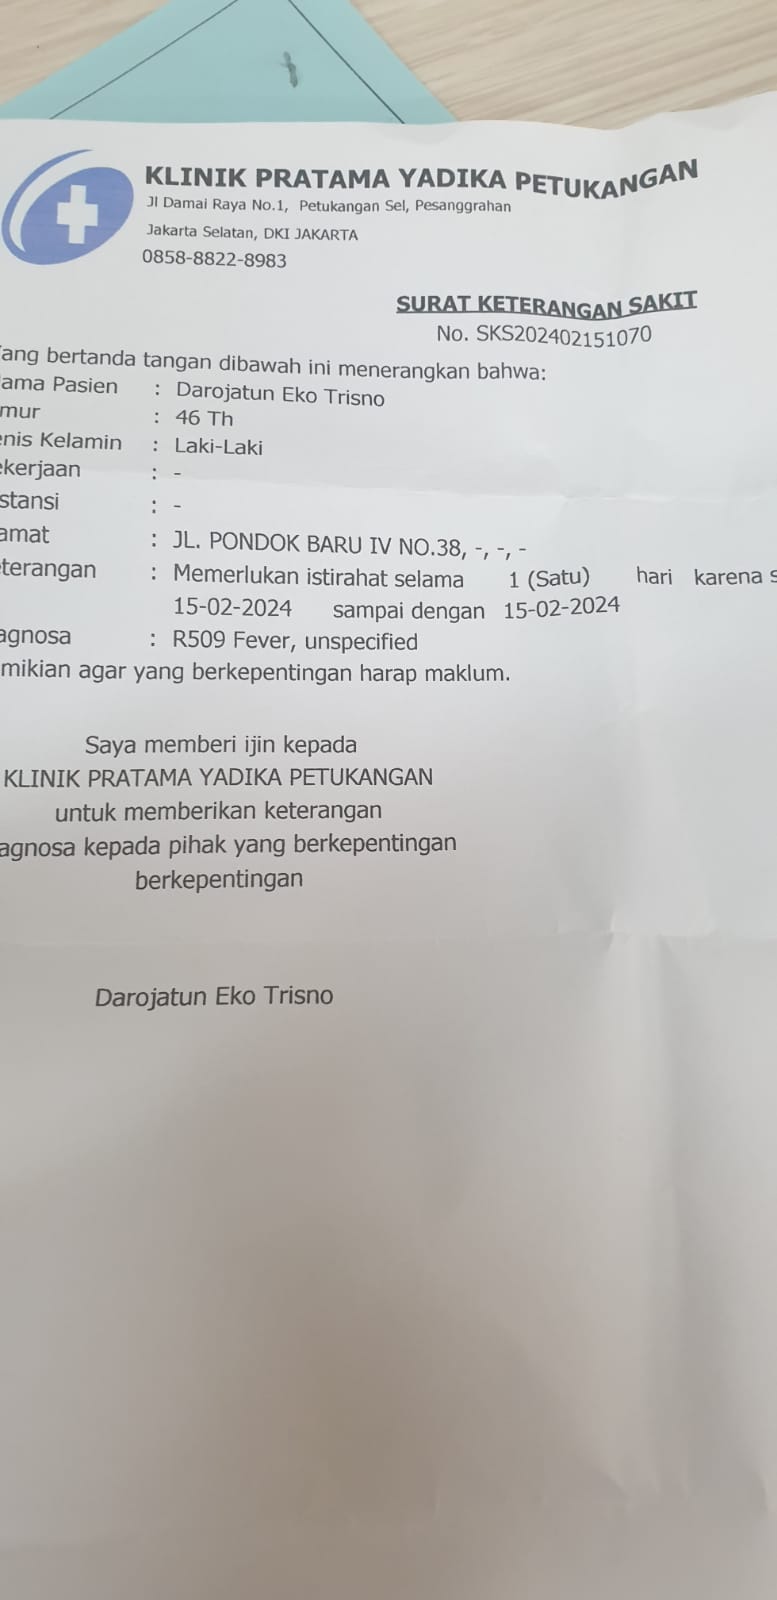 KLINIK PRATAMA YADIKA PETUKANGAN
Jl Damai Raya No.1, Petukangan Sel, Pesanggrahan
Jakarta Selatan, DKI JAKARTA
0858-8822-8983
SURAT KETERANGAN SAKIT
No. SKS202402151070
ang bertanda tangan dibawah ini menerangkan bahwa:
ama Pasien : Darojatun Eko Trisno
mur : 46 Th
enis Kelamin : Laki-Laki
ekerjaan : -
stansi : -
amat : JL. PONDOK BARU IV NO.38, -, -, -
eterangan : Memerlukan istirahat selama 1 (Satu) hari karena s
15-02-2024 sampai dengan 15-02-2024
agnosa : R509 Fever, unspecified
mikian agar yang berkepentingan harap maklum.
Saya memberi ijin kepada
KLINIK PRATAMA YADIKA PETUKANGAN
untuk memberikan keterangan
agnosa kepada pihak yang berkepentingan
berkepentingan
Darojatun Eko Trisno